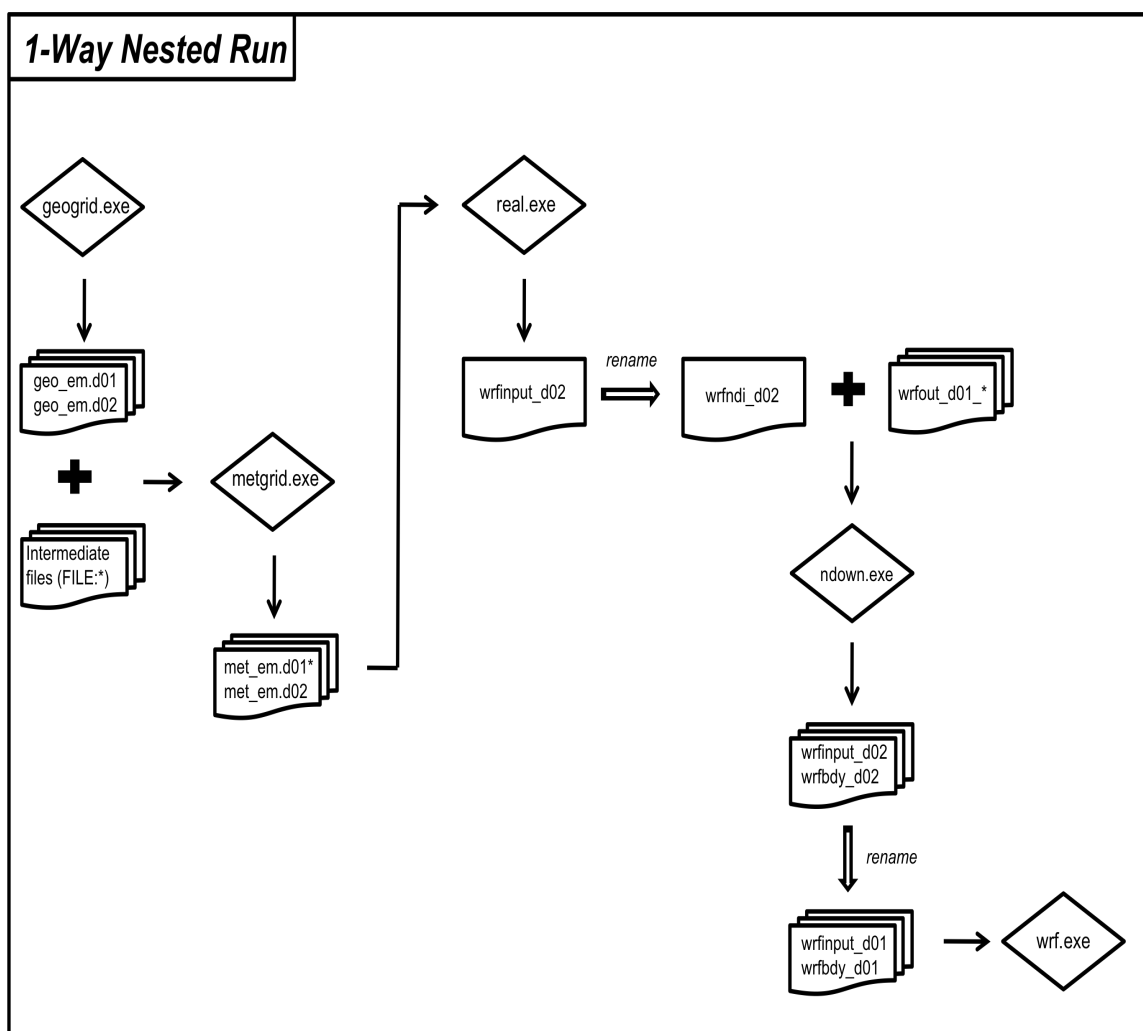 1-Way Nested Run
geogrid.exe
geo_em.d01
geo_em.d02
Intermediate
files (FILE:*)
metgrid.exe
met_em.d01*
met_em.d02
real.exe
wrfinput_d02
rename
wrfndi_d02
wrfout_d01_*
ndown.exe
wrfinput_d02
wrfbdy_d02
rename
wrfinput_d01
wrfbdy_d01
wrf.exe